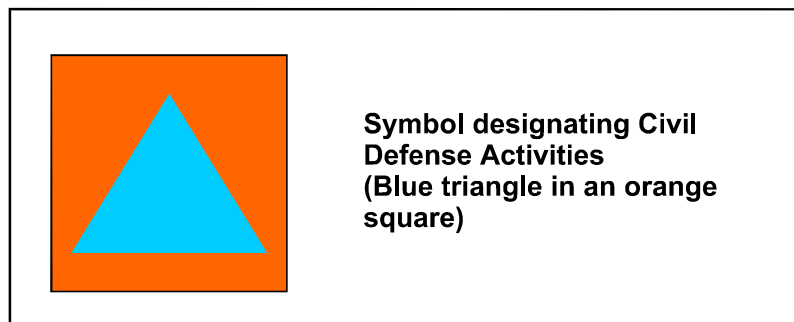 Symbol designating Civil
Defense Activities
(Blue triangle in an orange
square)